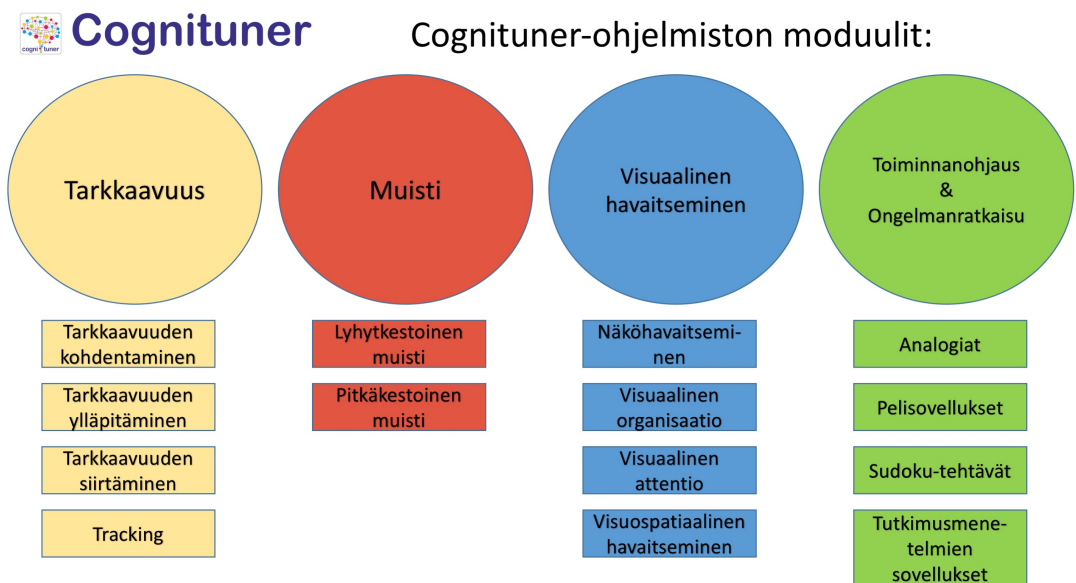 cogni tuner
Cognituner
Cognituner-ohjelmiston moduulit:
Tarkkaavuus
Muisti
Visuaalinen
havaitseminen
Toiminnanohjaus
&
Ongelmanratkaisu
Tarkkaavuuden
kohdentaminen
Tarkkaavuuden
ylläpitäminen
Tarkkaavuuden
siirtäminen
Tracking
Lyhytkestoinen
muisti
Pitkäkestoinen
muisti
Näköhavaitsemi-
nen
Visuaalinen
organisaatio
Visuaalinen
attentio
Visuospatiaalinen
havaitseminen
Analogiat
Pelisovellukset
Sudoku-tehtävät
Tutkimusmene-
telmien
sovellukset